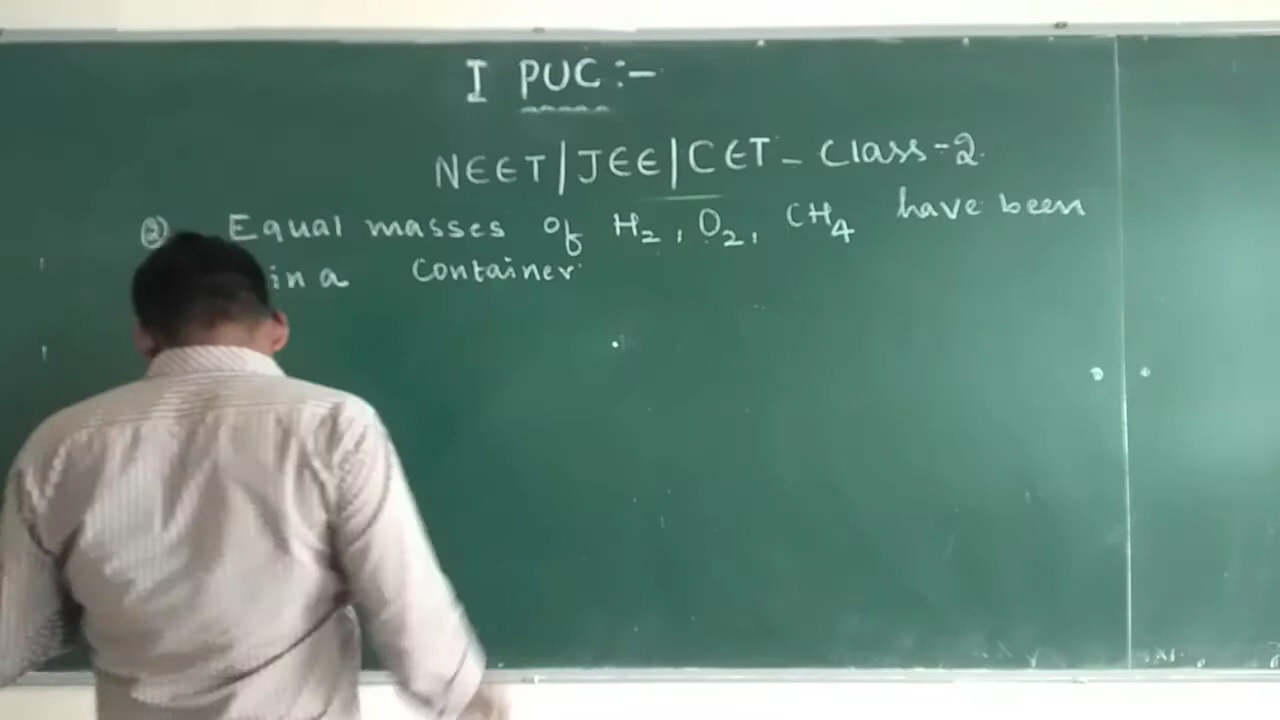 I PUC:-
NEET/JEE/CET - Class-2
② Equal masses of H₂, O₂, CH₄ have been
in a container